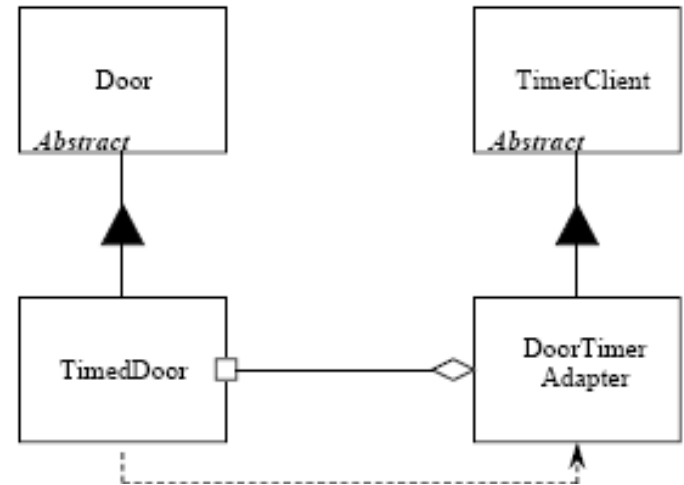 Door
Abstract
TimerClient
Abstract
TimedDoor
DoorTimer
Adapter